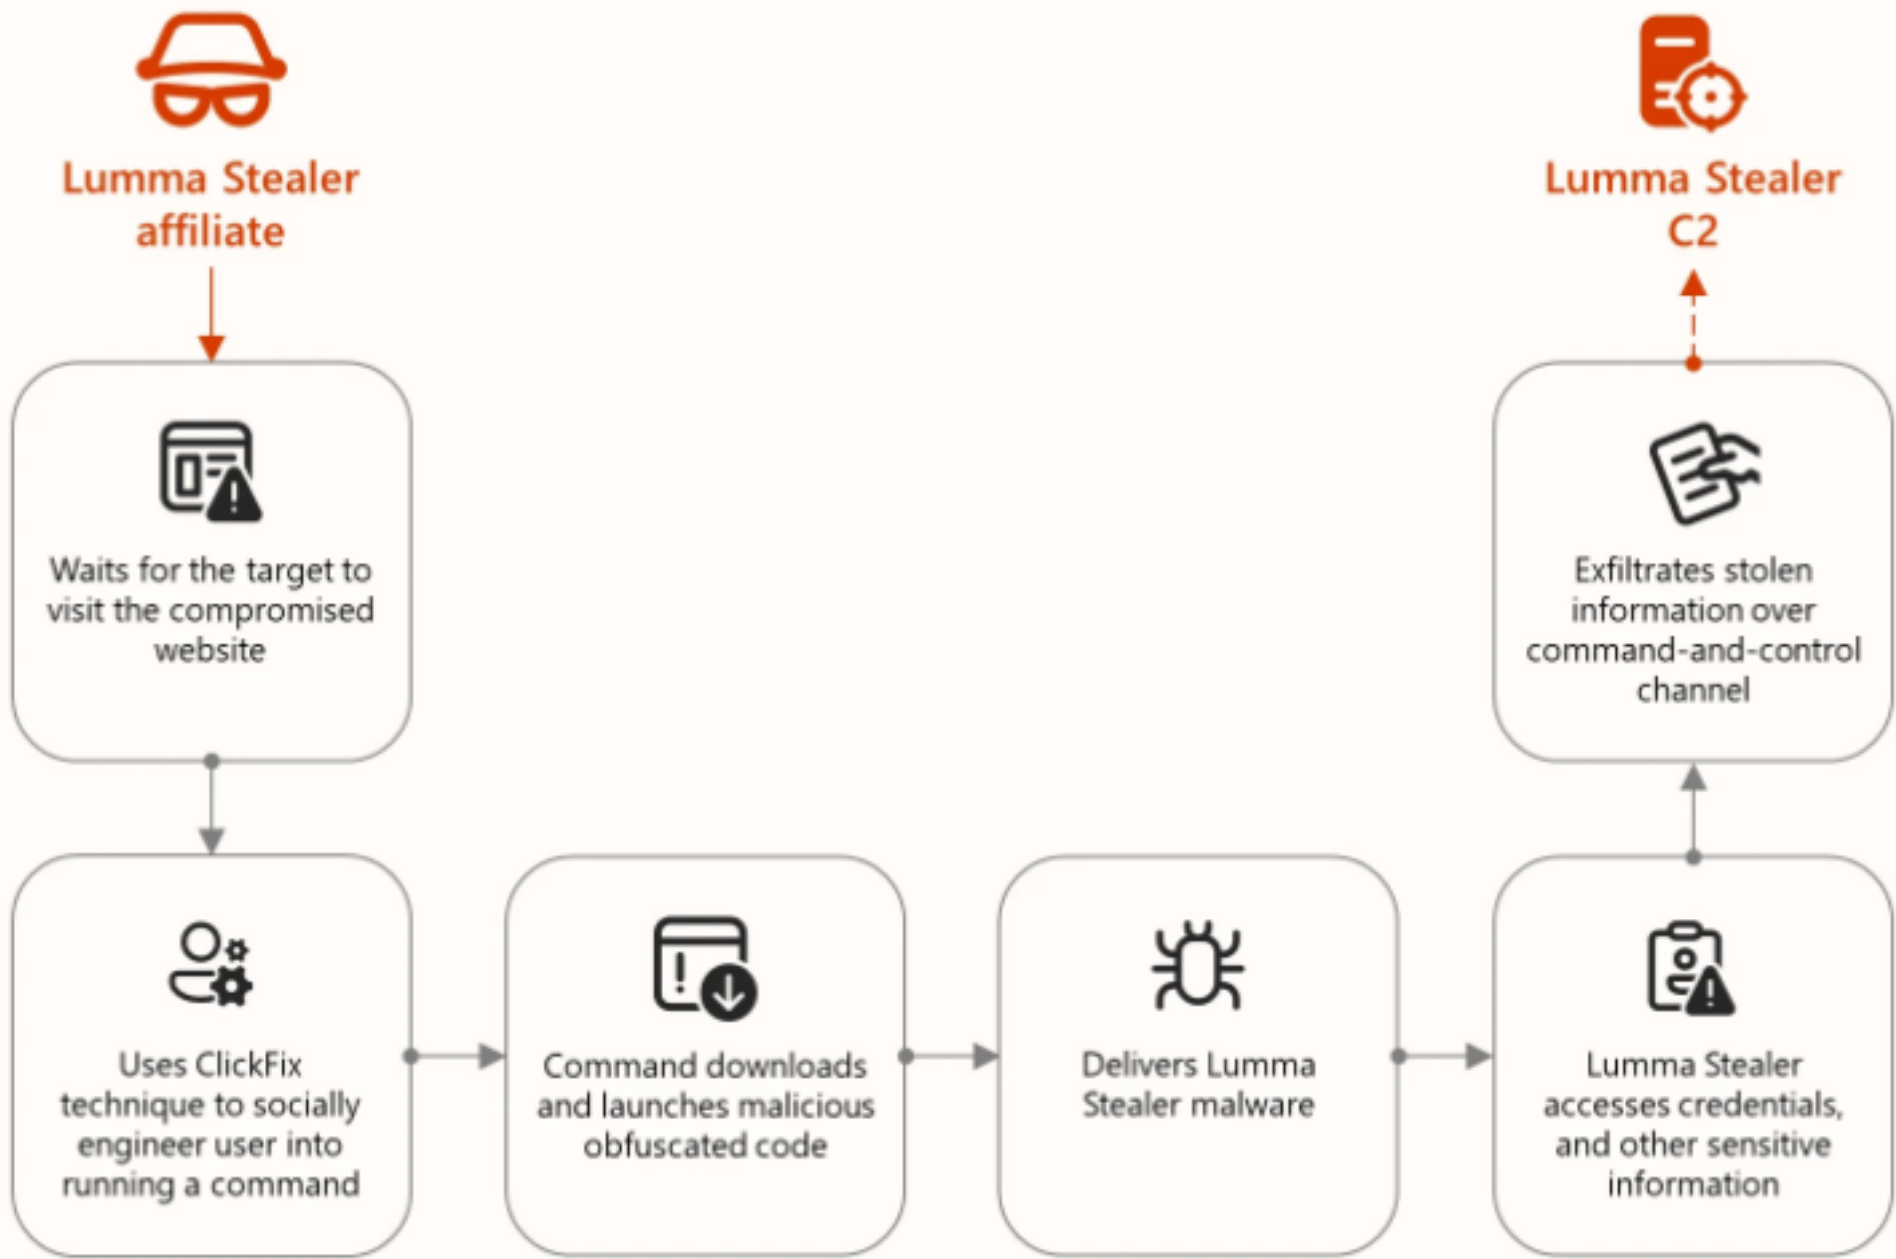 Lumma Stealer
affiliate
Waits for the target to
visit the compromised
website
Uses ClickFix
technique to socially
engineer user into
running a command
Command downloads
and launches malicious
obfuscated code
Delivers Lumma
Stealer malware
Lumma Stealer
accesses credentials,
and other sensitive
information
Exfiltrates stolen
information over
command-and-control
channel
Lumma Stealer
C2